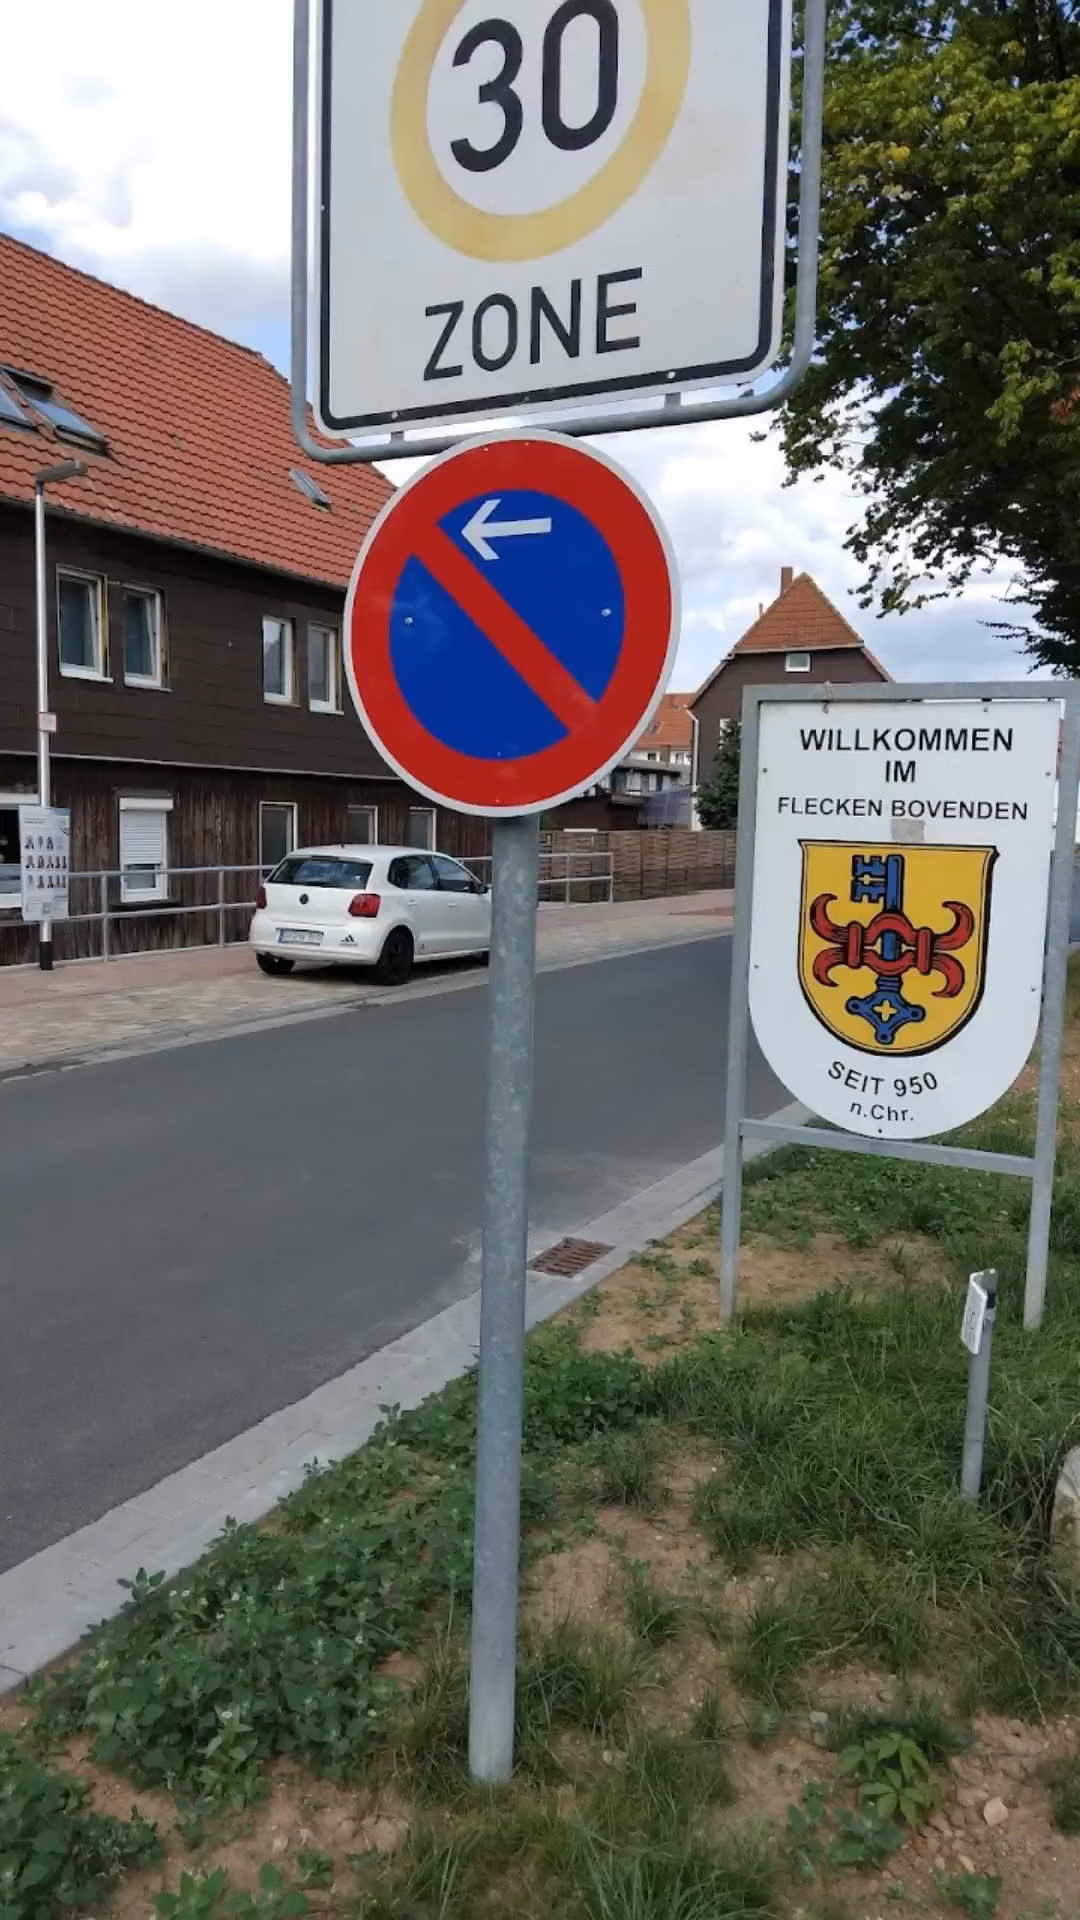 30
ZONE
WILLKOMMEN
IM
FLECKEN BOVENDEN
SEIT 950
n.Chr.